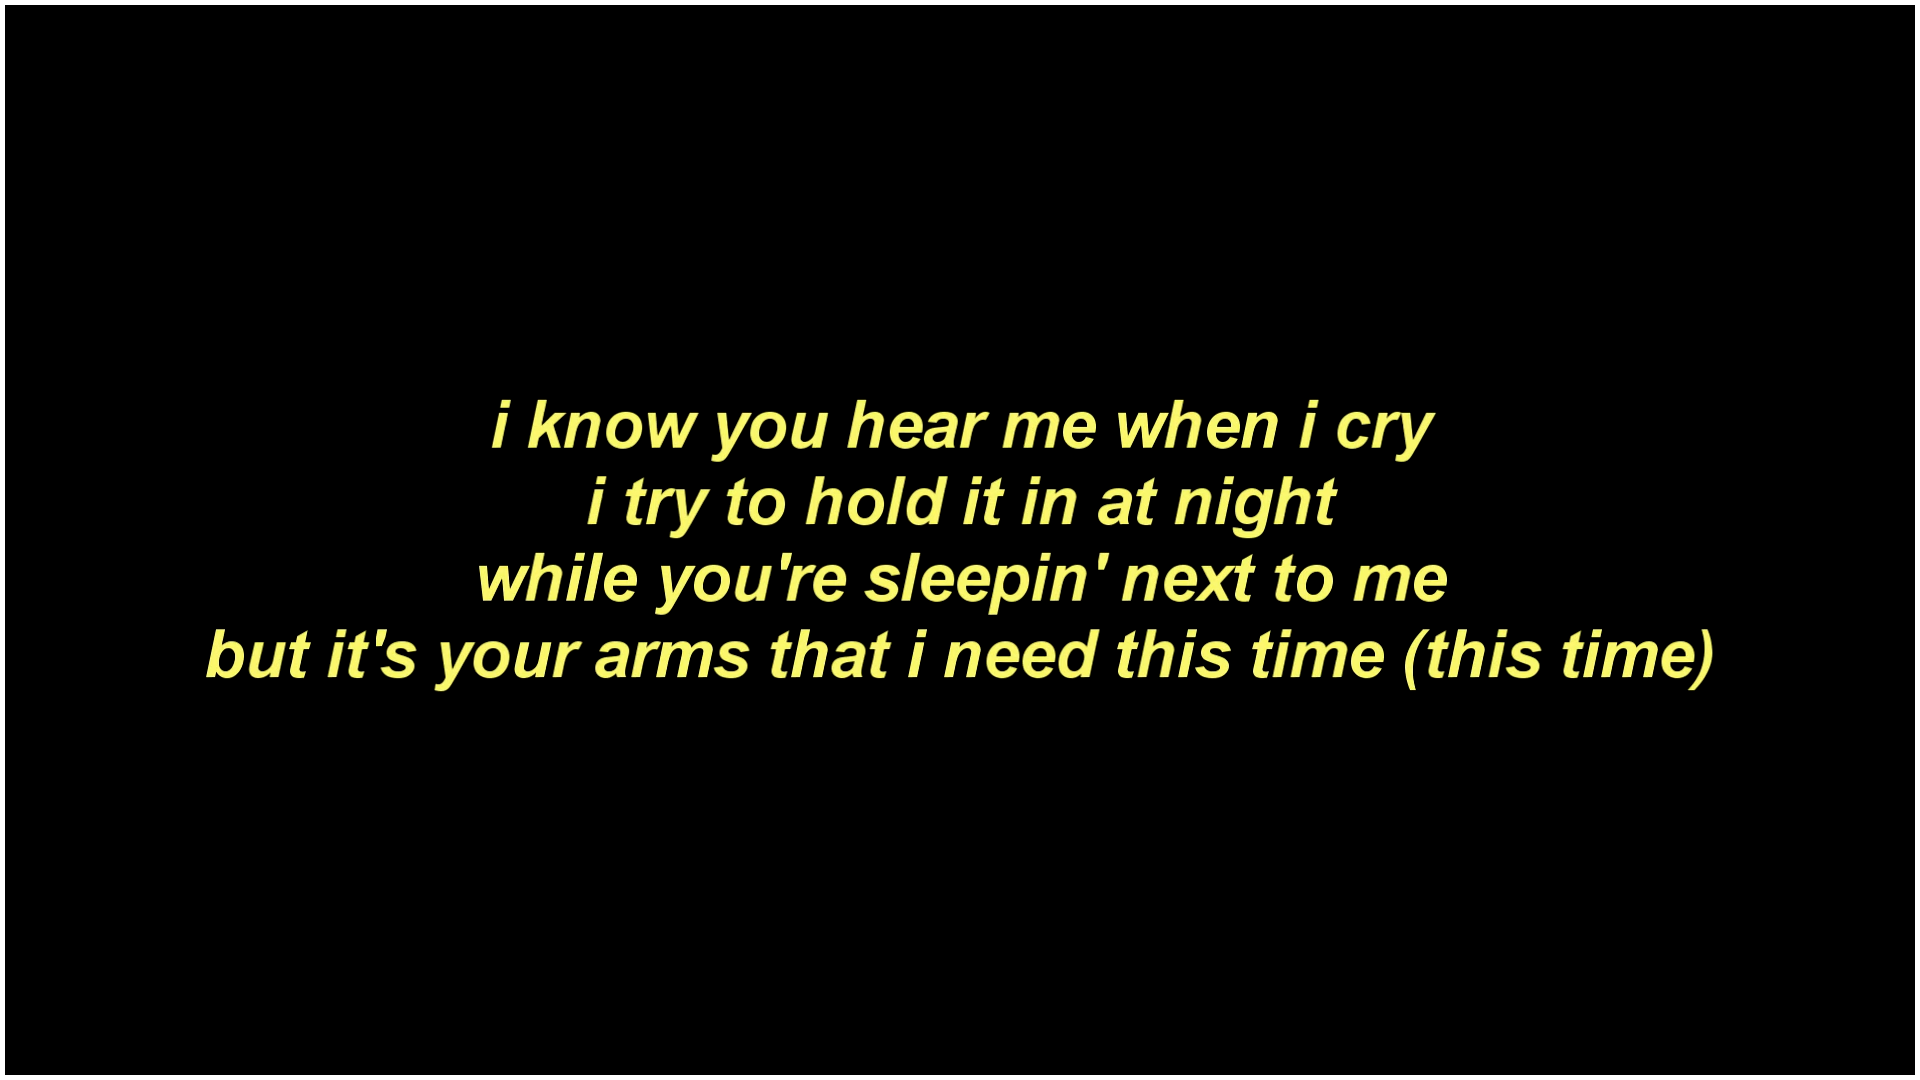 i know you hear me when i cry
i try to hold it in at night
while you're sleepin' next to me
but it's your arms that i need this time (this time)